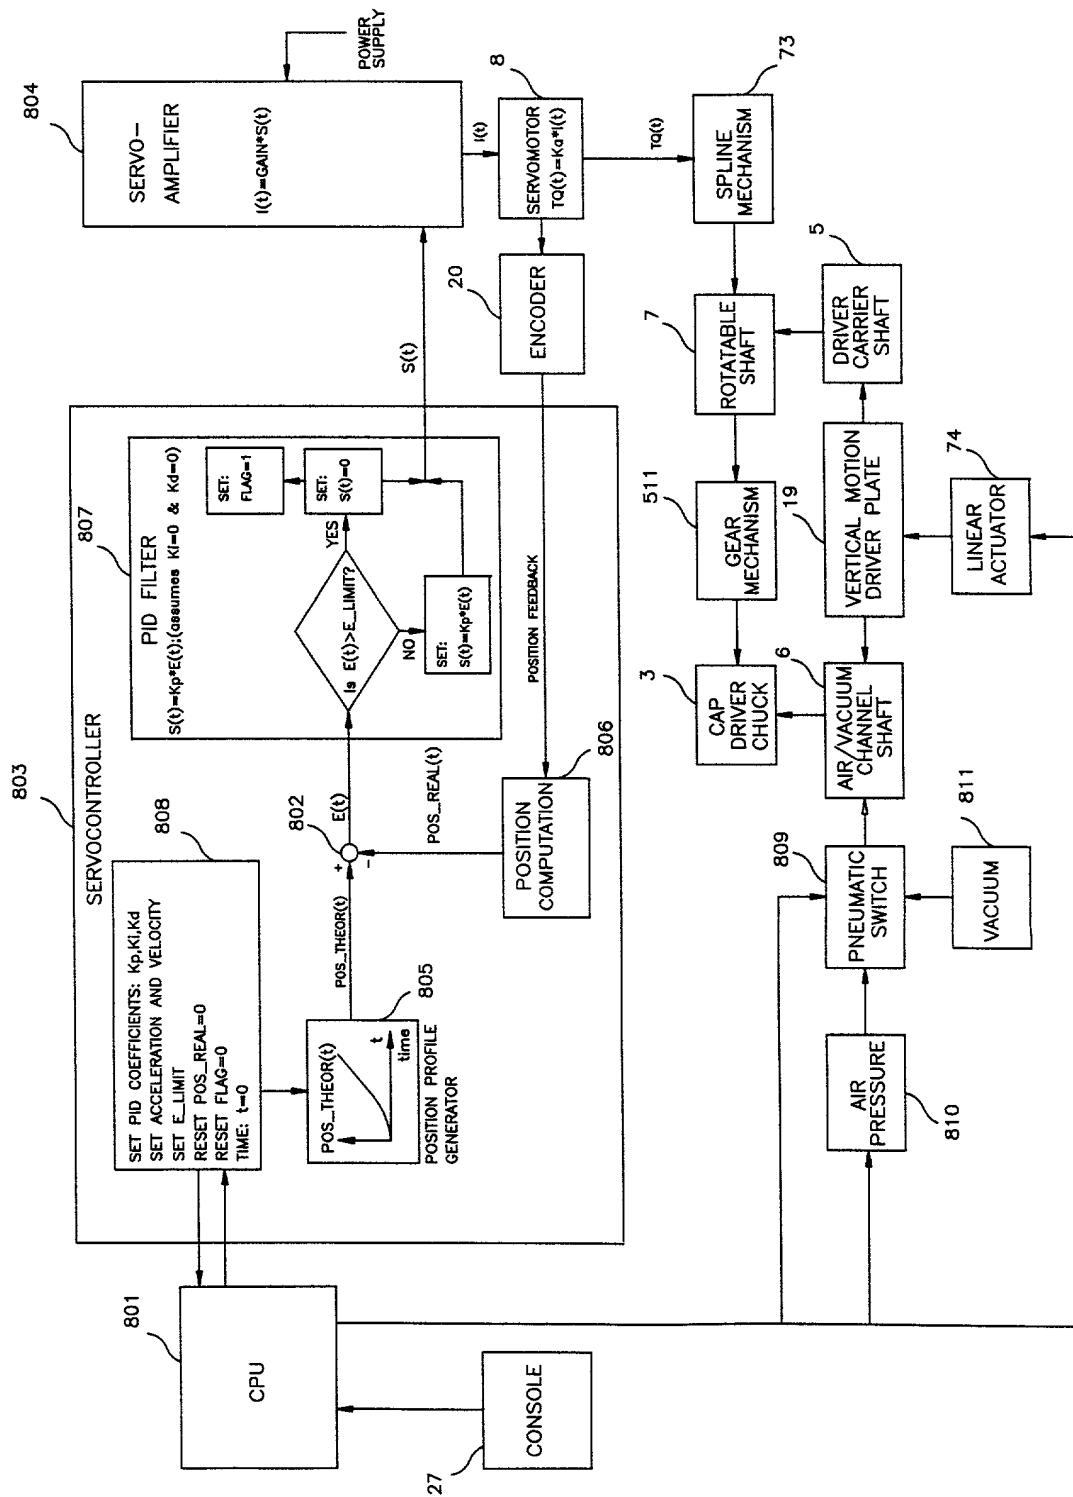 804
SERVO-
AMPLIFIER
I(t)=GAIN*S(t)
POWER
SUPPLY
803
SERVOCONTROLLER
808
SET PID COEFFICIENTS: Kp,Ki,Kd
SET ACCELERATION AND VELOCITY
SET E_LIMIT
RESET POS_REAL=0
RESET FLAG=0
TIME: t=0
807
PID FILTER
S(t)=Kp*E(t);(assumes Ki=0 & Kd=0)
Is E(t)>E_LIMIT?
YES
NO
SET:
S(t)=0
SET:
FLAG=1
SET:
S(t)=Kp*E(t)
S(t)
802
E(t)
+
-
POS_THEOR(t)
POS_REAL(t)
805
POS_THEOR(t)
t
time
POSITION PROFILE
GENERATOR
806
POSITION
COMPUTATION
POSITION FEEDBACK
20
ENCODER
I(t)
8
SERVOMOTOR
TQ(t)=Ka*I(t)
TQ(t)
73
SPLINE
MECHANISM
801
CPU
27
CONSOLE
3
CAP
DRIVER
CHUCK
511
GEAR
MECHANISM
7
ROTATABLE
SHAFT
810
AIR
PRESSURE
809
PNEUMATIC
SWITCH
811
VACUUM
6
AIR/VACUUM
CHANNEL
SHAFT
19
VERTICAL MOTION
DRIVER PLATE
5
DRIVER
CARRIER
SHAFT
74
LINEAR
ACTUATOR